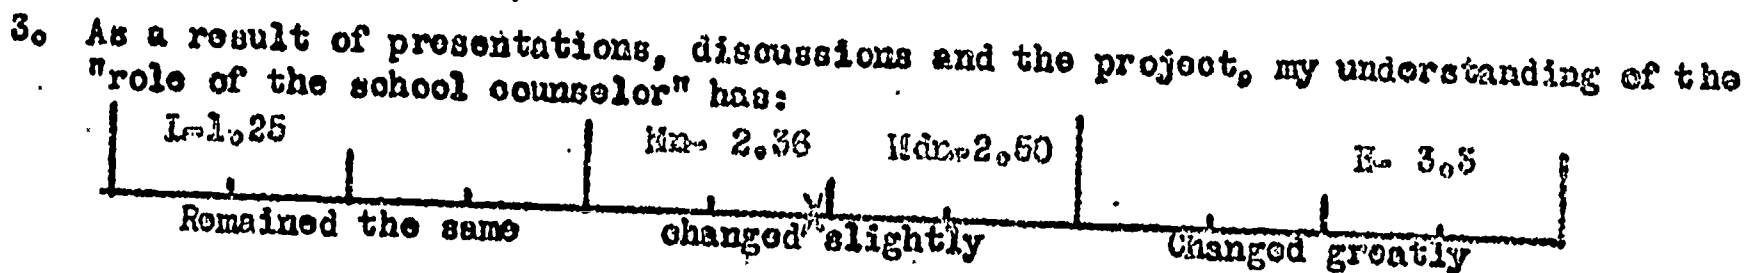 3. As a result of presentations, discussions and the project, my understanding of the
"role of the school counselor" has:
L-1.25 Mn- 2.36 Mdn-2.50 H- 3.5
Remained the same changed slightly Changed greatly